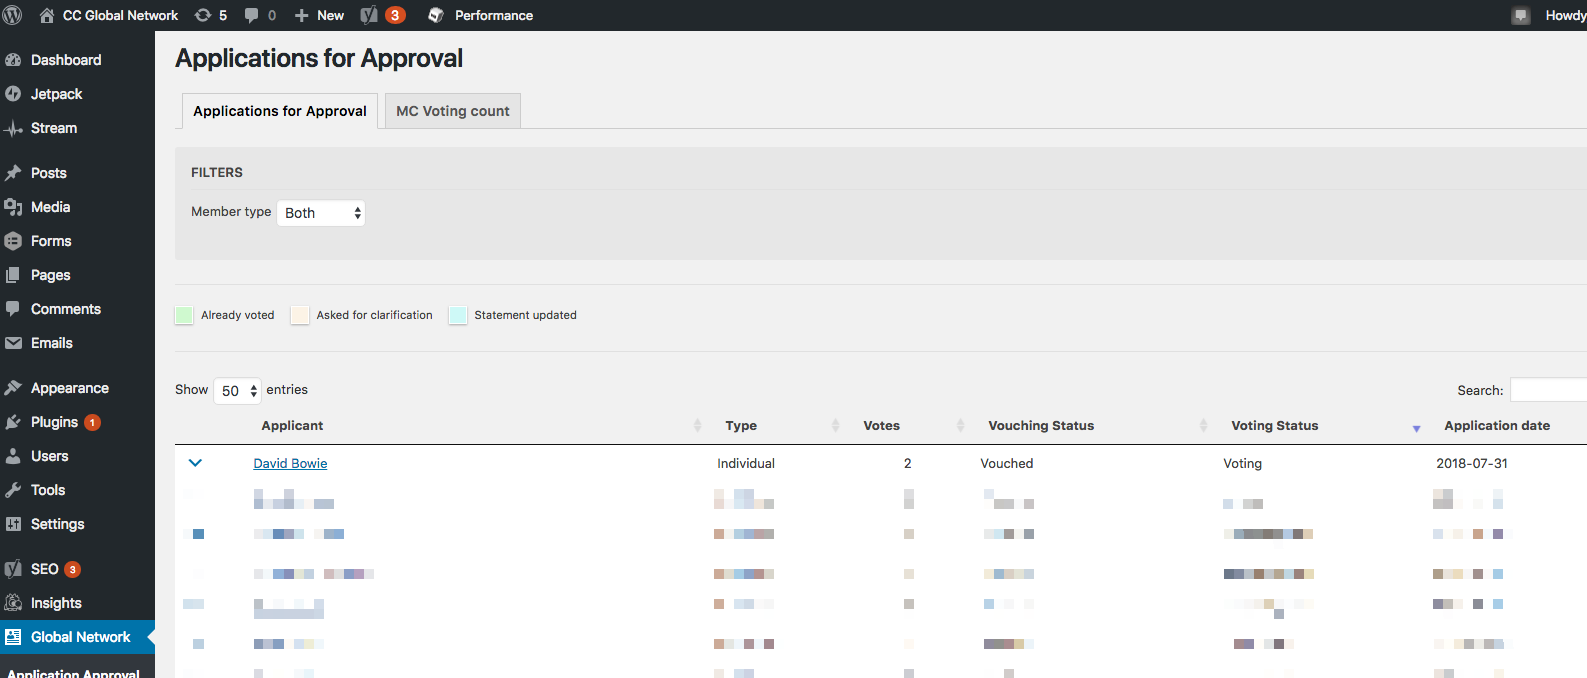 CC Global Network 5 0 New 3 Performance Howdy
Dashboard
Jetpack
Stream
Posts
Media
Forms
Pages
Comments
Emails
Appearance
Plugins 1
Users
Tools
Settings
SEO 3
Insights
Global Network
Application Approval
Applications for Approval
Applications for Approval MC Voting count
FILTERS
Member type Both
Already voted Asked for clarification Statement updated
Show 50 entries Search:
Applicant Type Votes Vouching Status Voting Status Application date
David Bowie Individual 2 Vouched Voting 2018-07-31